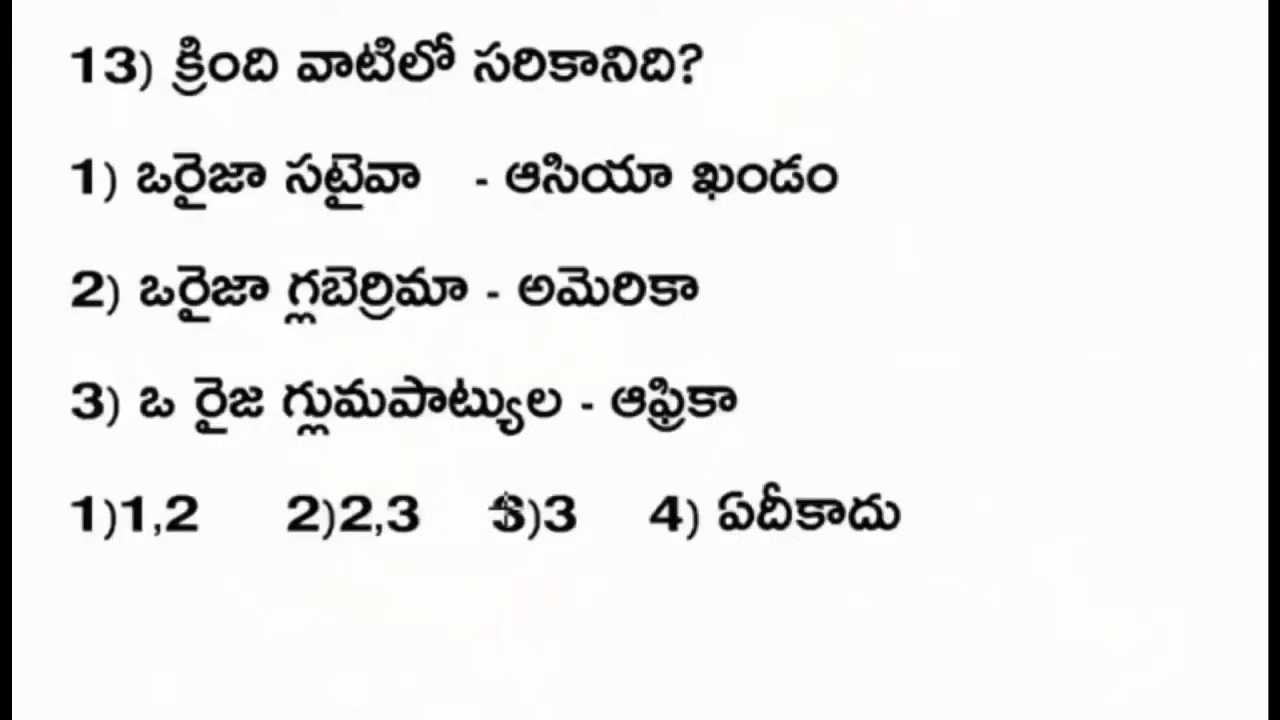 13) క్రింది వాటిలో సరికానిది?
1) ఒరైజా సటైవా - ఆసియా ఖండం
2) ఒరైజా గ్లబెర్రిమా - అమెరికా
3) ఒ రైజ గ్లుమపాట్యుల - ఆఫ్రికా
1)1,2 2)2,3 3)3 4) ఏదీకాదు